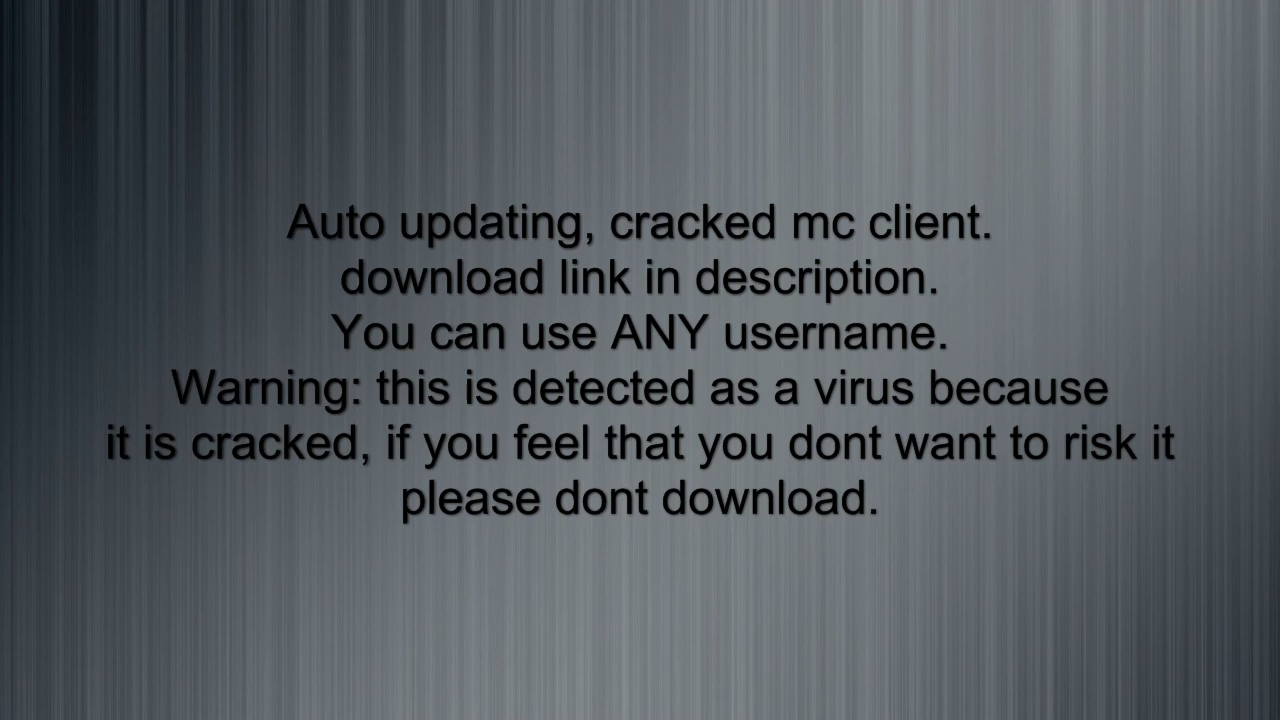 Auto updating, cracked mc client.
download link in description.
You can use ANY username.
Warning: this is detected as a virus because
it is cracked, if you feel that you dont want to risk it
please dont download.